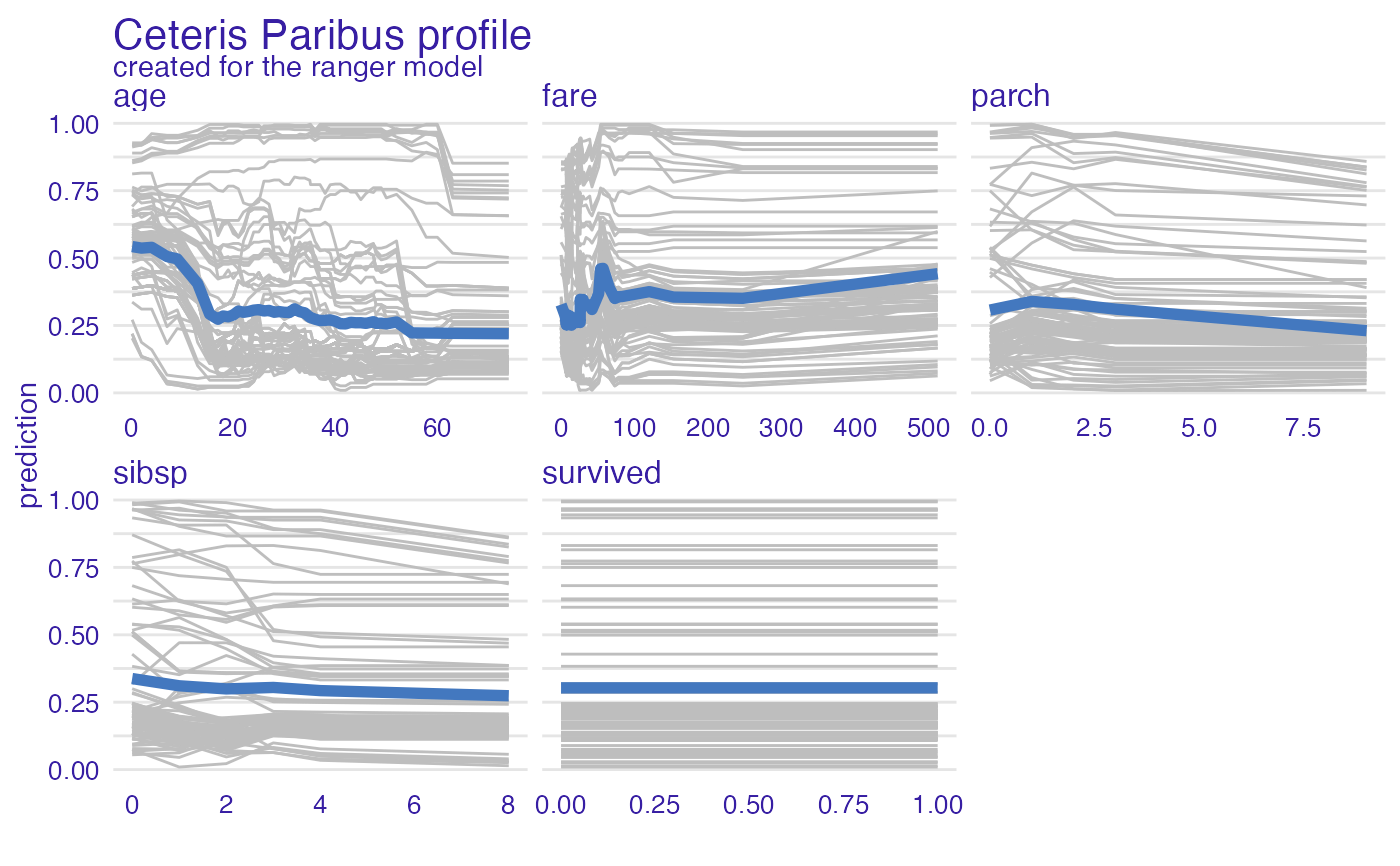 Ceteris Paribus profile
created for the ranger model
age fare parch
1.00
0.75
0.50
0.25
0.00
0 20 40 60 0 100 200 300 400 500 0.0 2.5 5.0 7.5
prediction
sibsp survived
1.00
0.75
0.50
0.25
0.00
0 2 4 6 8 0.00 0.25 0.50 0.75 1.00